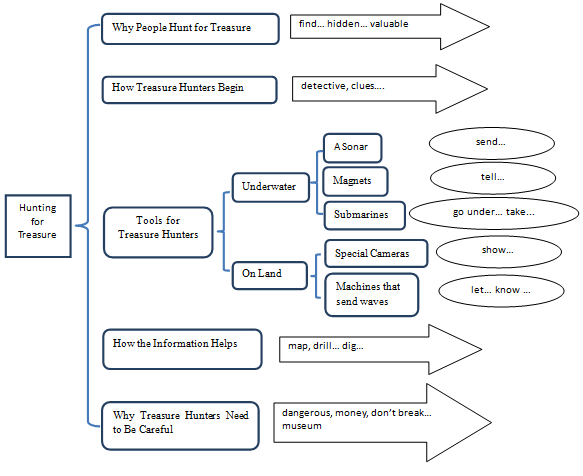 Why People Hunt for Treasure
find... hidden... valuable
How Treasure Hunters Begin
detective, clues....
Hunting
for
Treasure
Tools for
Treasure Hunters
Underwater
A Sonar
send...
Magnets
tell...
Submarines
go under... take...
On Land
Special Cameras
show...
Machines that
send waves
let... know ...
How the Information Helps
map, drill... dig...
Why Treasure Hunters Need
to Be Careful
dangerous, money, don't break...
museum